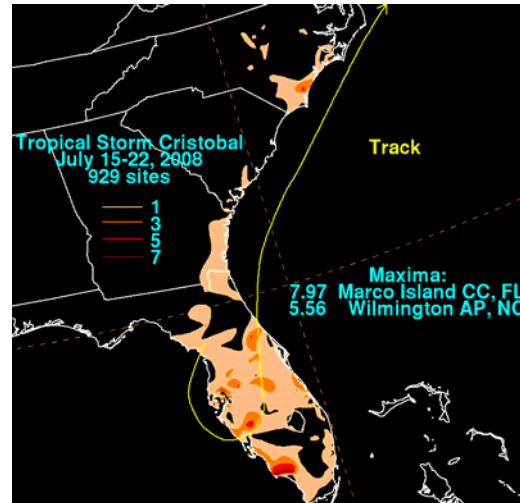 Tropical Storm Cristobal
July 15-22, 2008
929 sites
1
3
5
7
Track
Maxima:
7.97 Marco Island CC, FL
5.56 Wilmington AP, NC